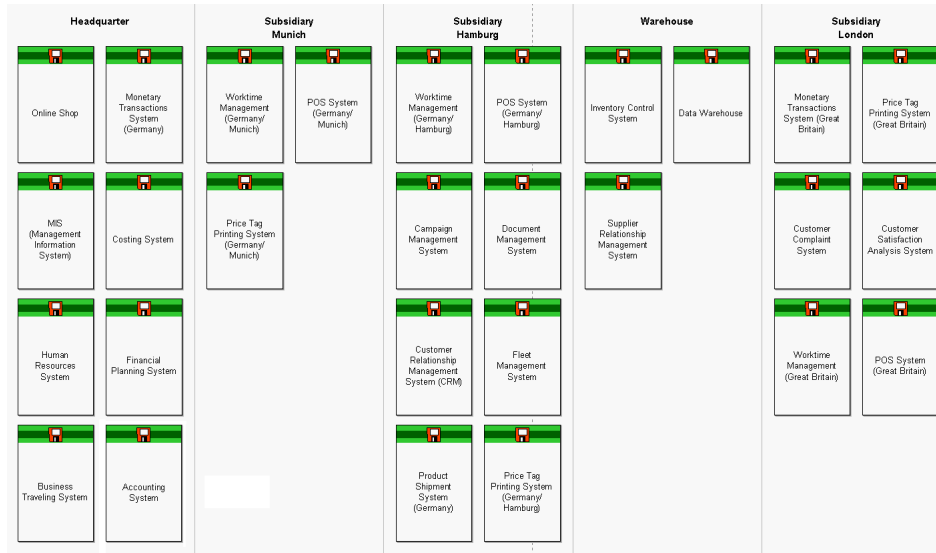 Headquarter
Online Shop
Monetary
Transactions
System
(Germany)
MIS
(Management
Information
System)
Costing System
Human
Resources
System
Financial
Planning System
Business
Traveling System
Accounting
System
Subsidiary
Munich
Worktime
Management
(Germany/
Munich)
POS System
(Germany/
Munich)
Price Tag
Printing System
(Germany/
Munich)
Subsidiary
Hamburg
Worktime
Management
(Germany/
Hamburg)
POS System
(Germany/
Hamburg)
Campaign
Management
System
Document
Management
System
Customer
Relationship
Management
System (CRM)
Fleet
Management
System
Product
Shipment
System
(Germany)
Price Tag
Printing System
(Germany/
Hamburg)
Warehouse
Inventory Control
System
Data Warehouse
Supplier
Relationship
Management
System
Subsidiary
London
Monetary
Transactions
System (Great
Britain)
Price Tag
Printing System
(Great Britain)
Customer
Complaint
System
Customer
Satisfaction
Analysis System
Worktime
Management
(Great Britain)
POS System
(Great Britain)